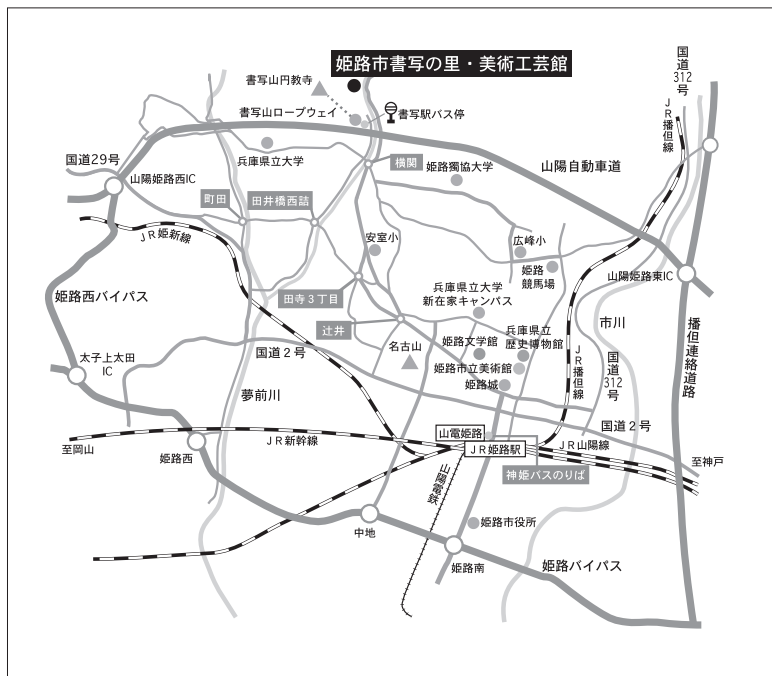 姫路市書写の里・美術工芸館
書写山円教寺
書写山ロープウェイ
書写駅バス停
国道
312
号
JR播但線
国道29号
兵庫県立大学
横関
姫路獨協大学
山陽自動車道
山陽姫路西IC
町田
田井橋西詰
JR姫新線
安室小
広峰小
姫路
競馬場
山陽姫路東IC
姫路西バイパス
田寺3丁目
兵庫県立大学
新在家キャンパス
辻井
市川
播但連絡道路
兵庫県立
歴史博物館
名古山
姫路文学館
姫路市立美術館
姫路城
JR播但線
国道
312
号
太子上太田
IC
国道2号
夢前川
国道2号
山電姫路
JR新幹線
JR姫路駅
JR山陽線
至岡山
姫路西
至神戸
神姫バスのりば
山陽電鉄
中地
姫路市役所
姫路南
姫路バイパス